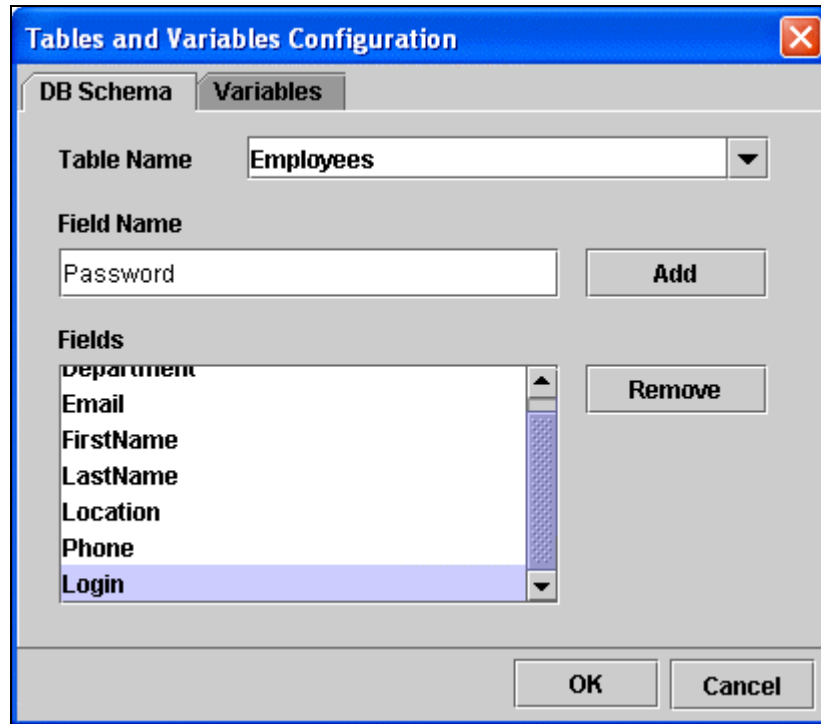 Tables and Variables Configuration
DB Schema Variables
Table Name Employees
Field Name
Password Add
Fields
Department
Email Remove
FirstName
LastName
Location
Phone
Login
OK Cancel